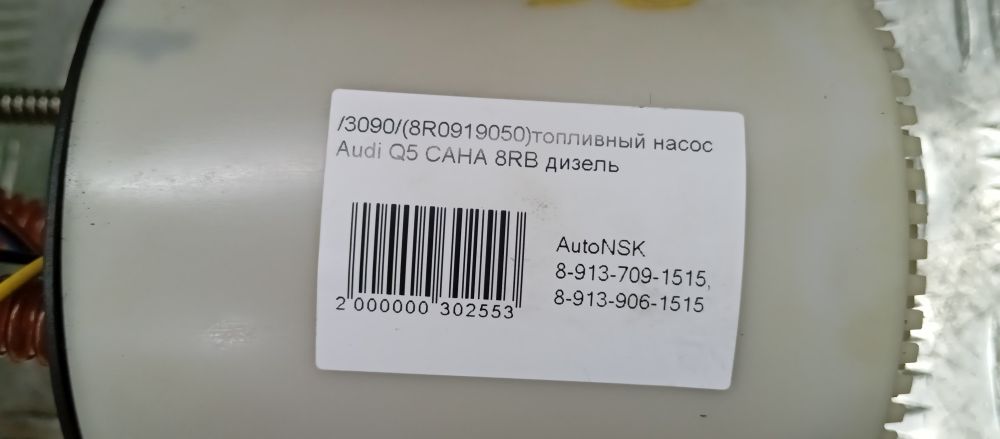 /3090/(8R0919050)топливный насос
Audi Q5 CAHA 8RB дизель
AutoNSK
8-913-709-1515,
8-913-906-1515
2 000000 302553